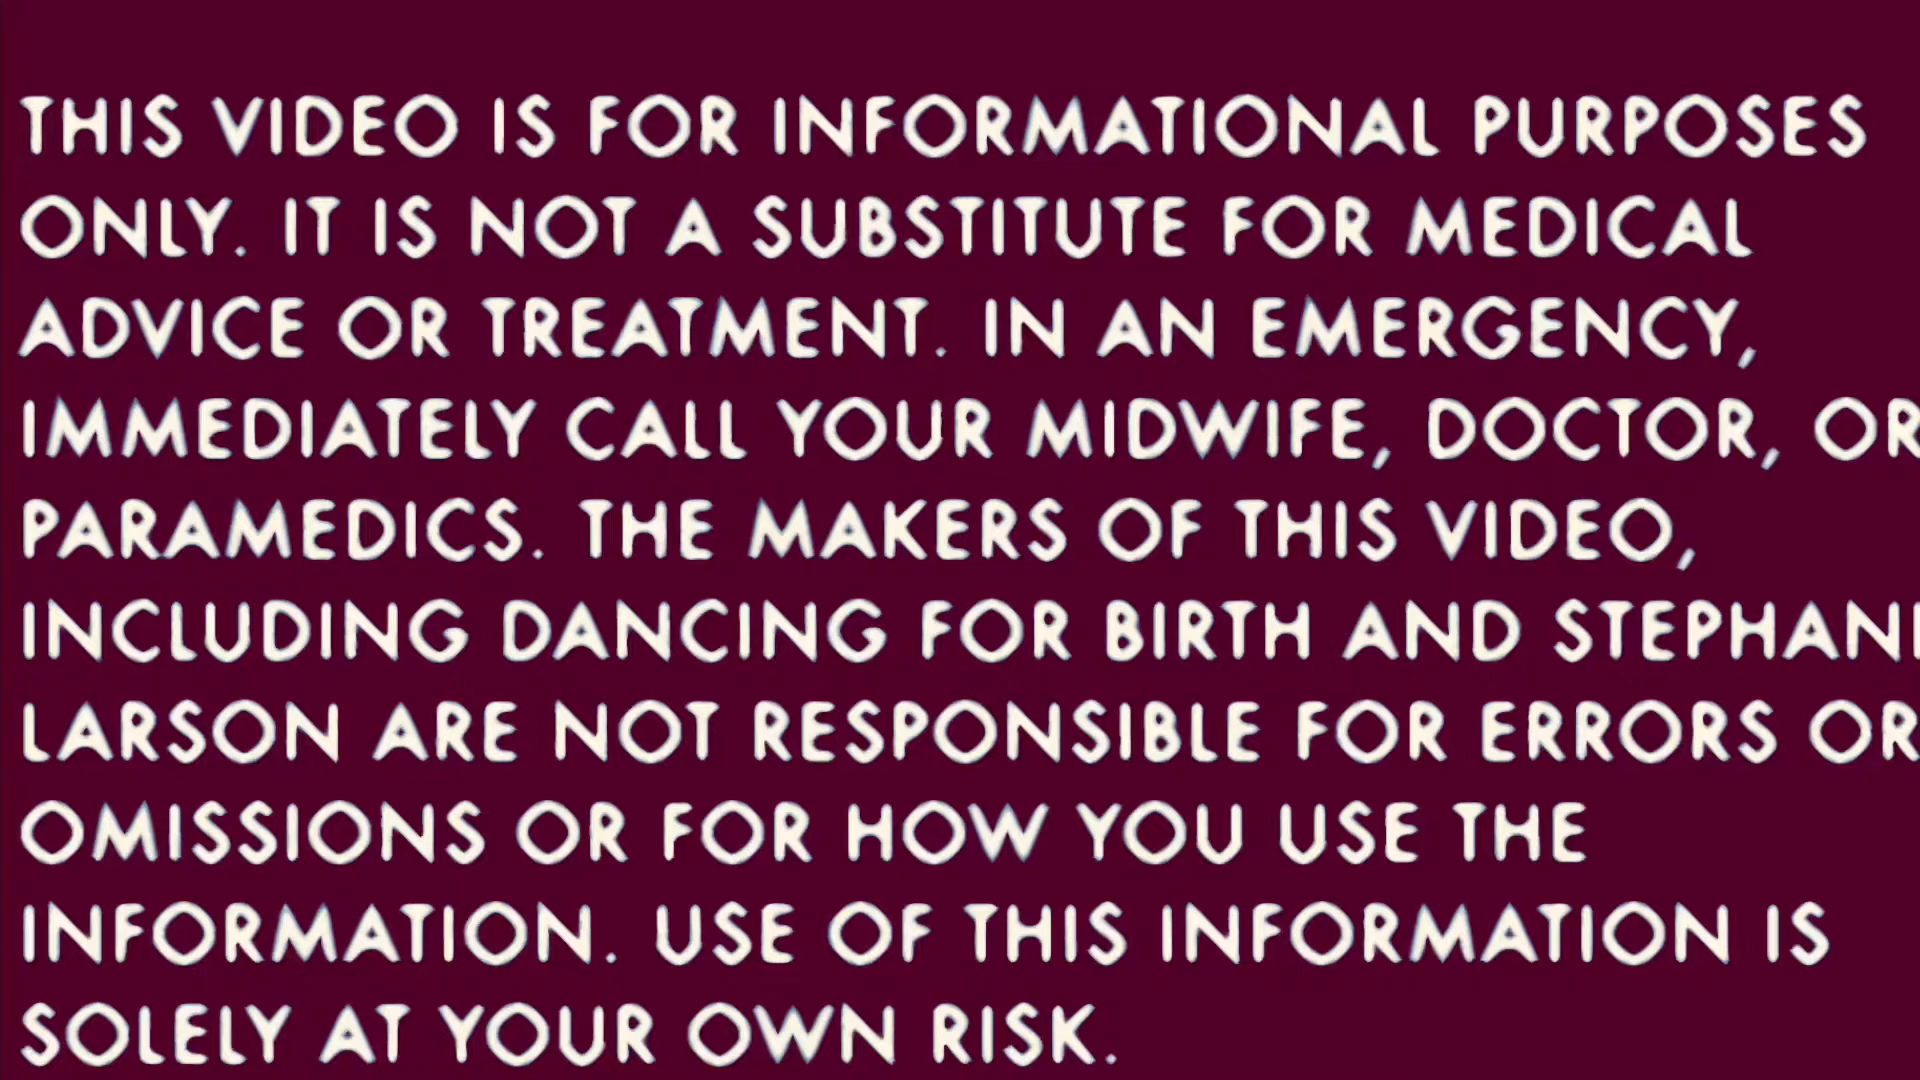 THIS VIDEO IS FOR INFORMATIONAL PURPOSES
ONLY. IT IS NOT A SUBSTITUTE FOR MEDICAL
ADVICE OR TREATMENT. IN AN EMERGENCY,
IMMEDIATELY CALL YOUR MIDWIFE, DOCTOR, OR
PARAMEDICS. THE MAKERS OF THIS VIDEO,
INCLUDING DANCING FOR BIRTH AND STEPHANI
LARSON ARE NOT RESPONSIBLE FOR ERRORS OR
OMISSIONS OR FOR HOW YOU USE THE
INFORMATION. USE OF THIS INFORMATION IS
SOLELY AT YOUR OWN RISK.